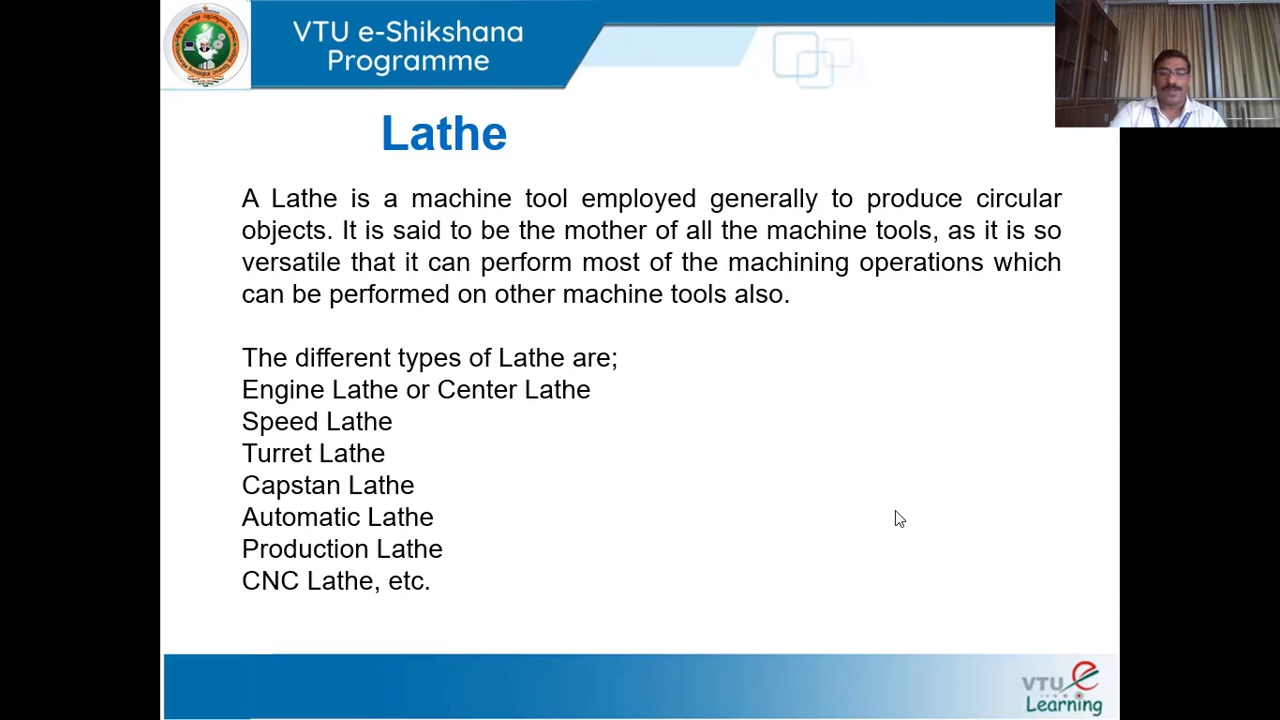 VTU e-Shikshana
Programme
Lathe
A Lathe is a machine tool employed generally to produce circular
objects. It is said to be the mother of all the machine tools, as it is so
versatile that it can perform most of the machining operations which
can be performed on other machine tools also.
The different types of Lathe are;
Engine Lathe or Center Lathe
Speed Lathe
Turret Lathe
Capstan Lathe
Automatic Lathe
Production Lathe
CNC Lathe, etc.
VTU e
Learning